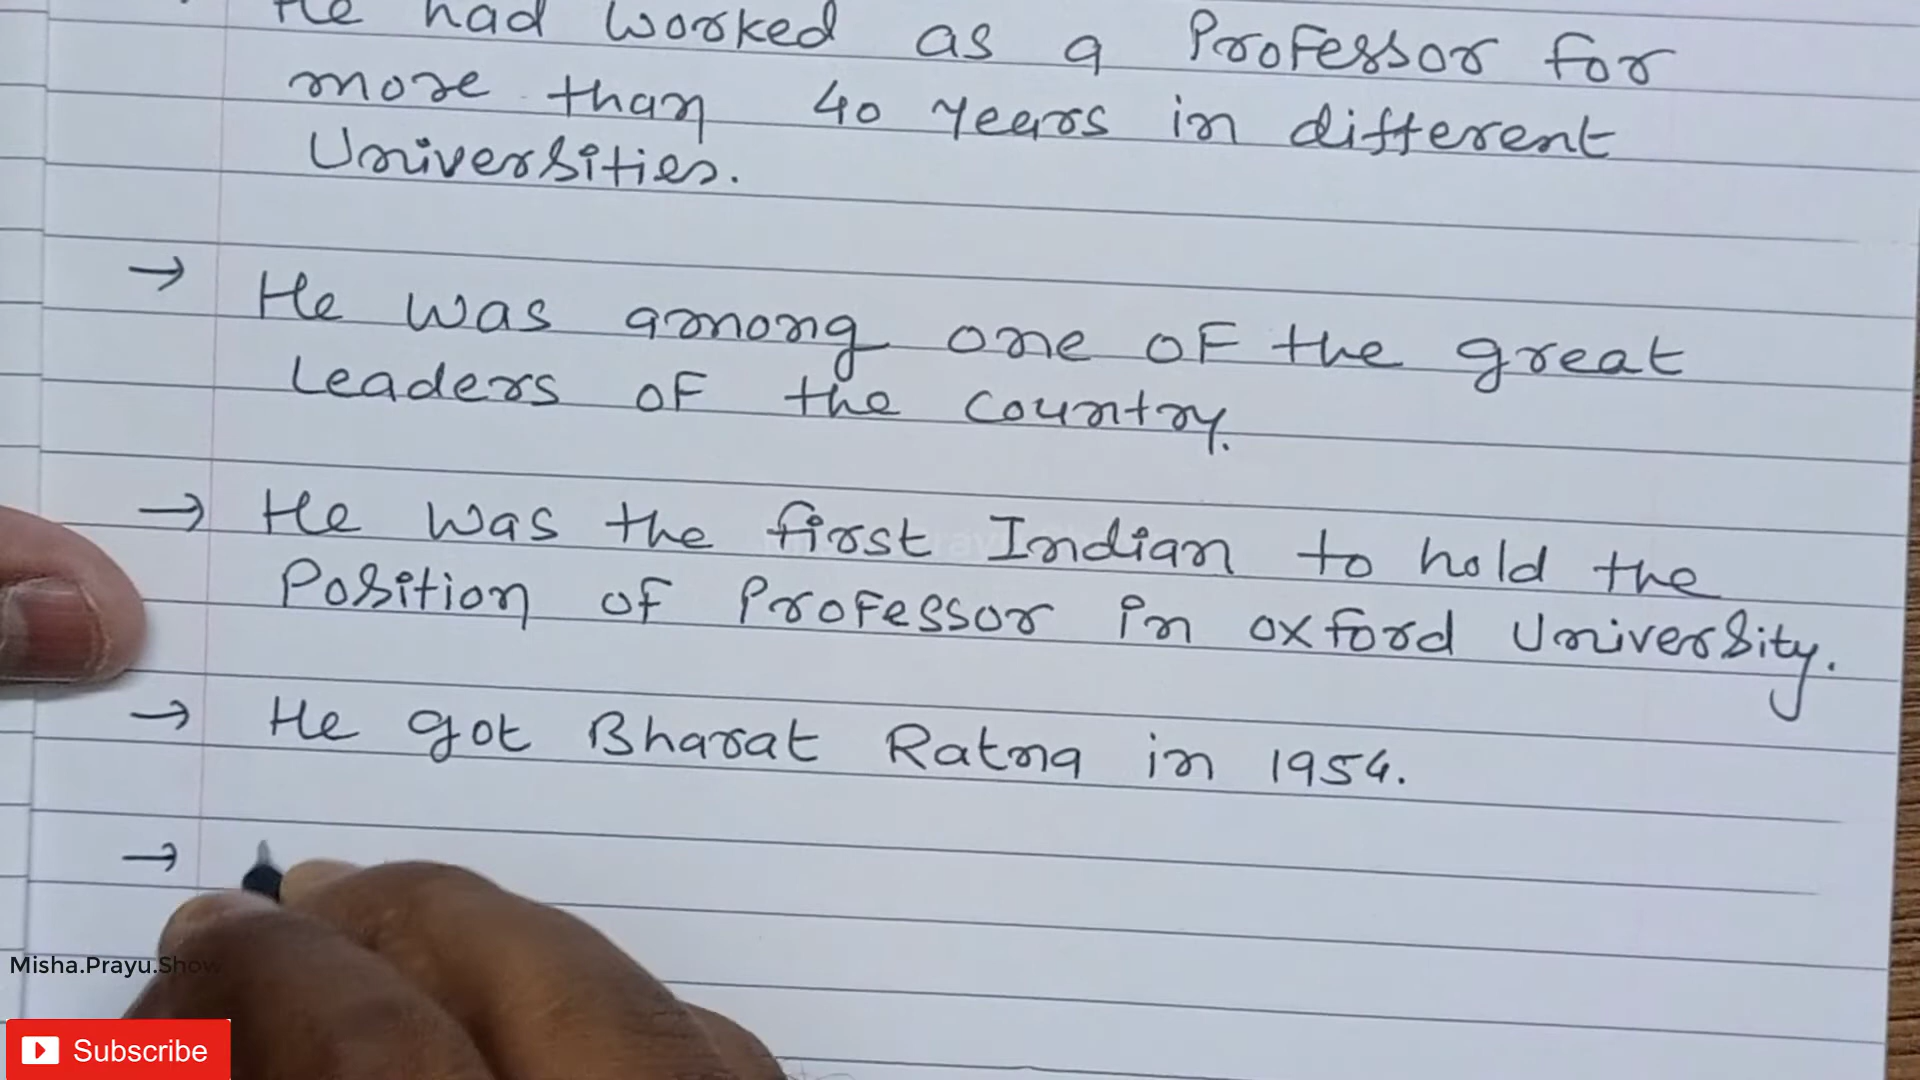 He had worked as a Professor for
more than 40 years in different
Universities.
→ He was among one of the great
leaders of the country.
→ He was the first Indian to hold the
Position of Professor in oxford University.
→ He got Bharat Ratna in 1954.
→
Misha.Prayu.Show
Subscribe